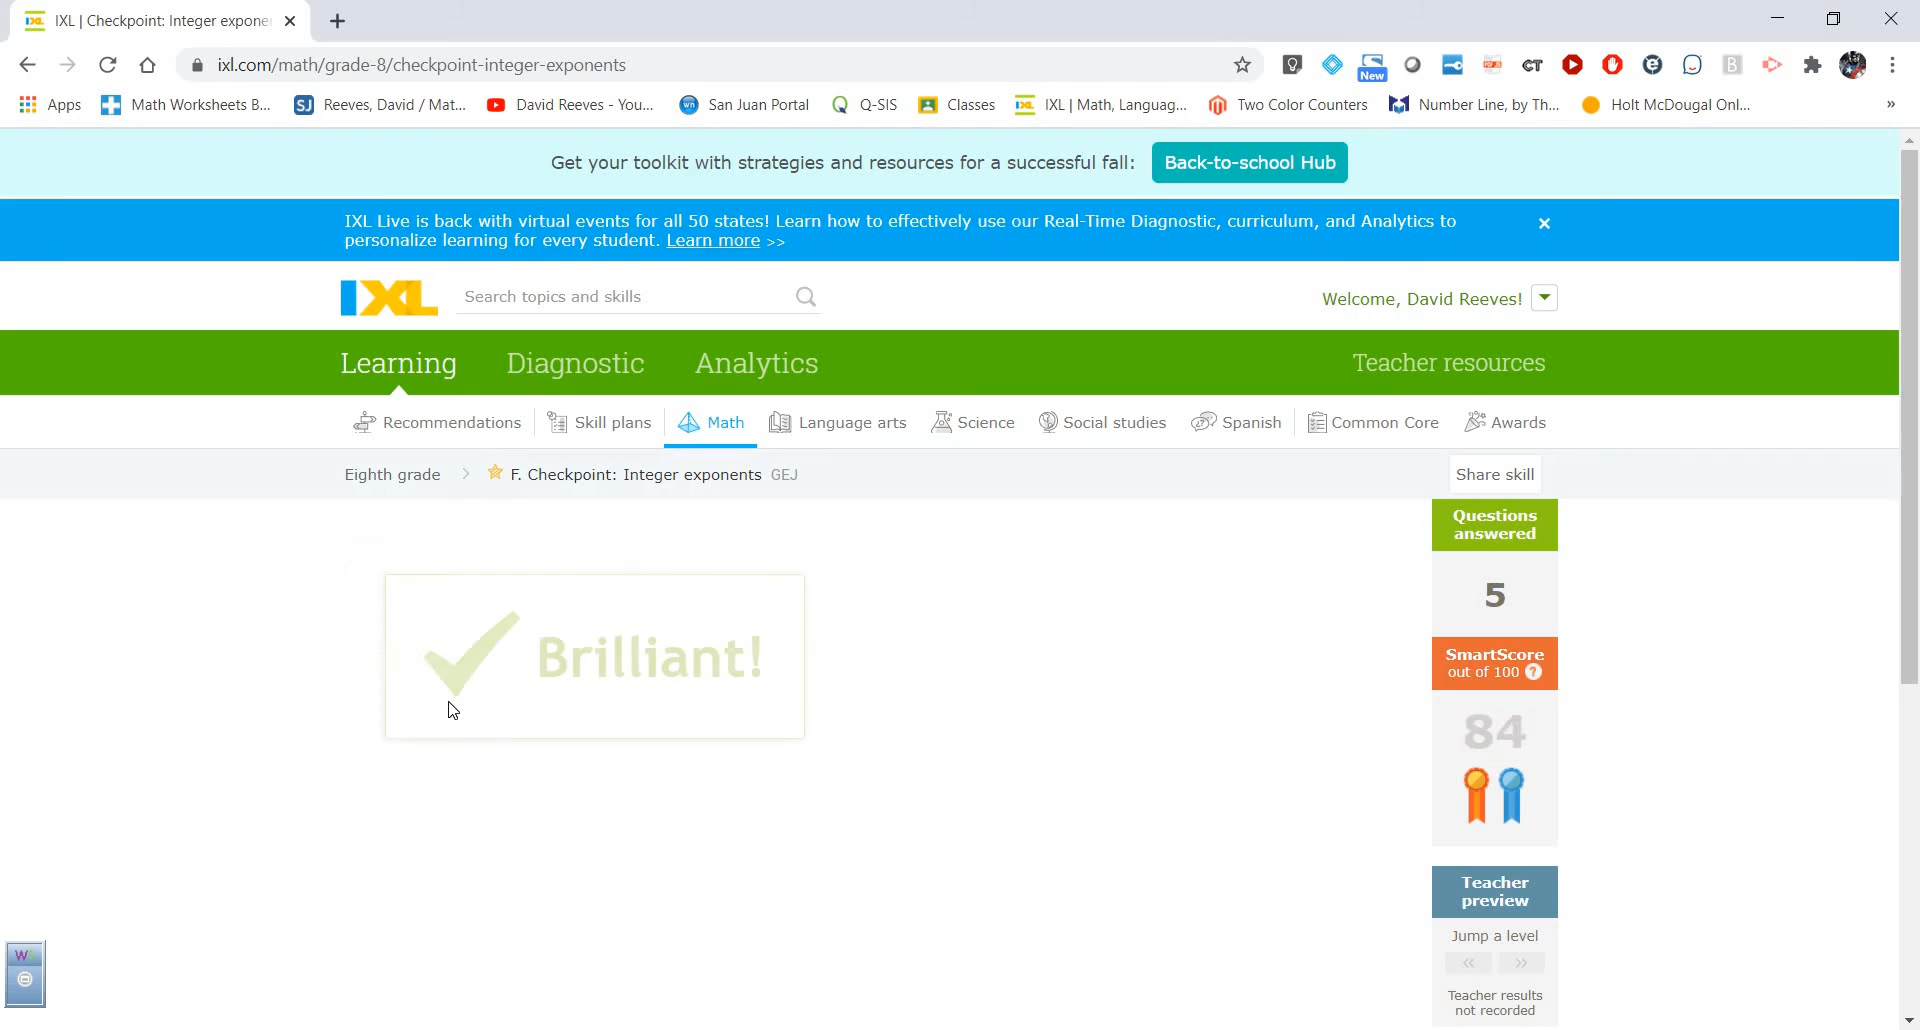 IXL | Checkpoint: Integer expone
ixl.com/math/grade-8/checkpoint-integer-exponents
New
PDF JS
GT
B
Apps
Math Worksheets B...
SJ
Reeves, David / Mat...
David Reeves - You...
wn
San Juan Portal
Q-SIS
Classes
IXL | Math, Languag...
Two Color Counters
Number Line, by Th...
Holt McDougal Onl...
»
Get your toolkit with strategies and resources for a successful fall:
Back-to-school Hub
IXL Live is back with virtual events for all 50 states! Learn how to effectively use our Real-Time Diagnostic, curriculum, and Analytics to
personalize learning for every student. Learn more >>
IXL
Search topics and skills
Welcome, David Reeves!
Learning
Diagnostic
Analytics
Teacher resources
Recommendations
Skill plans
Math
Language arts
Science
Social studies
Spanish
Common Core
Awards
Eighth grade
F. Checkpoint: Integer exponents GEJ
Share skill
Questions
answered
5
SmartScore
out of 100 ?
84
Brilliant!
Teacher
preview
Jump a level
« »
Teacher results
not recorded